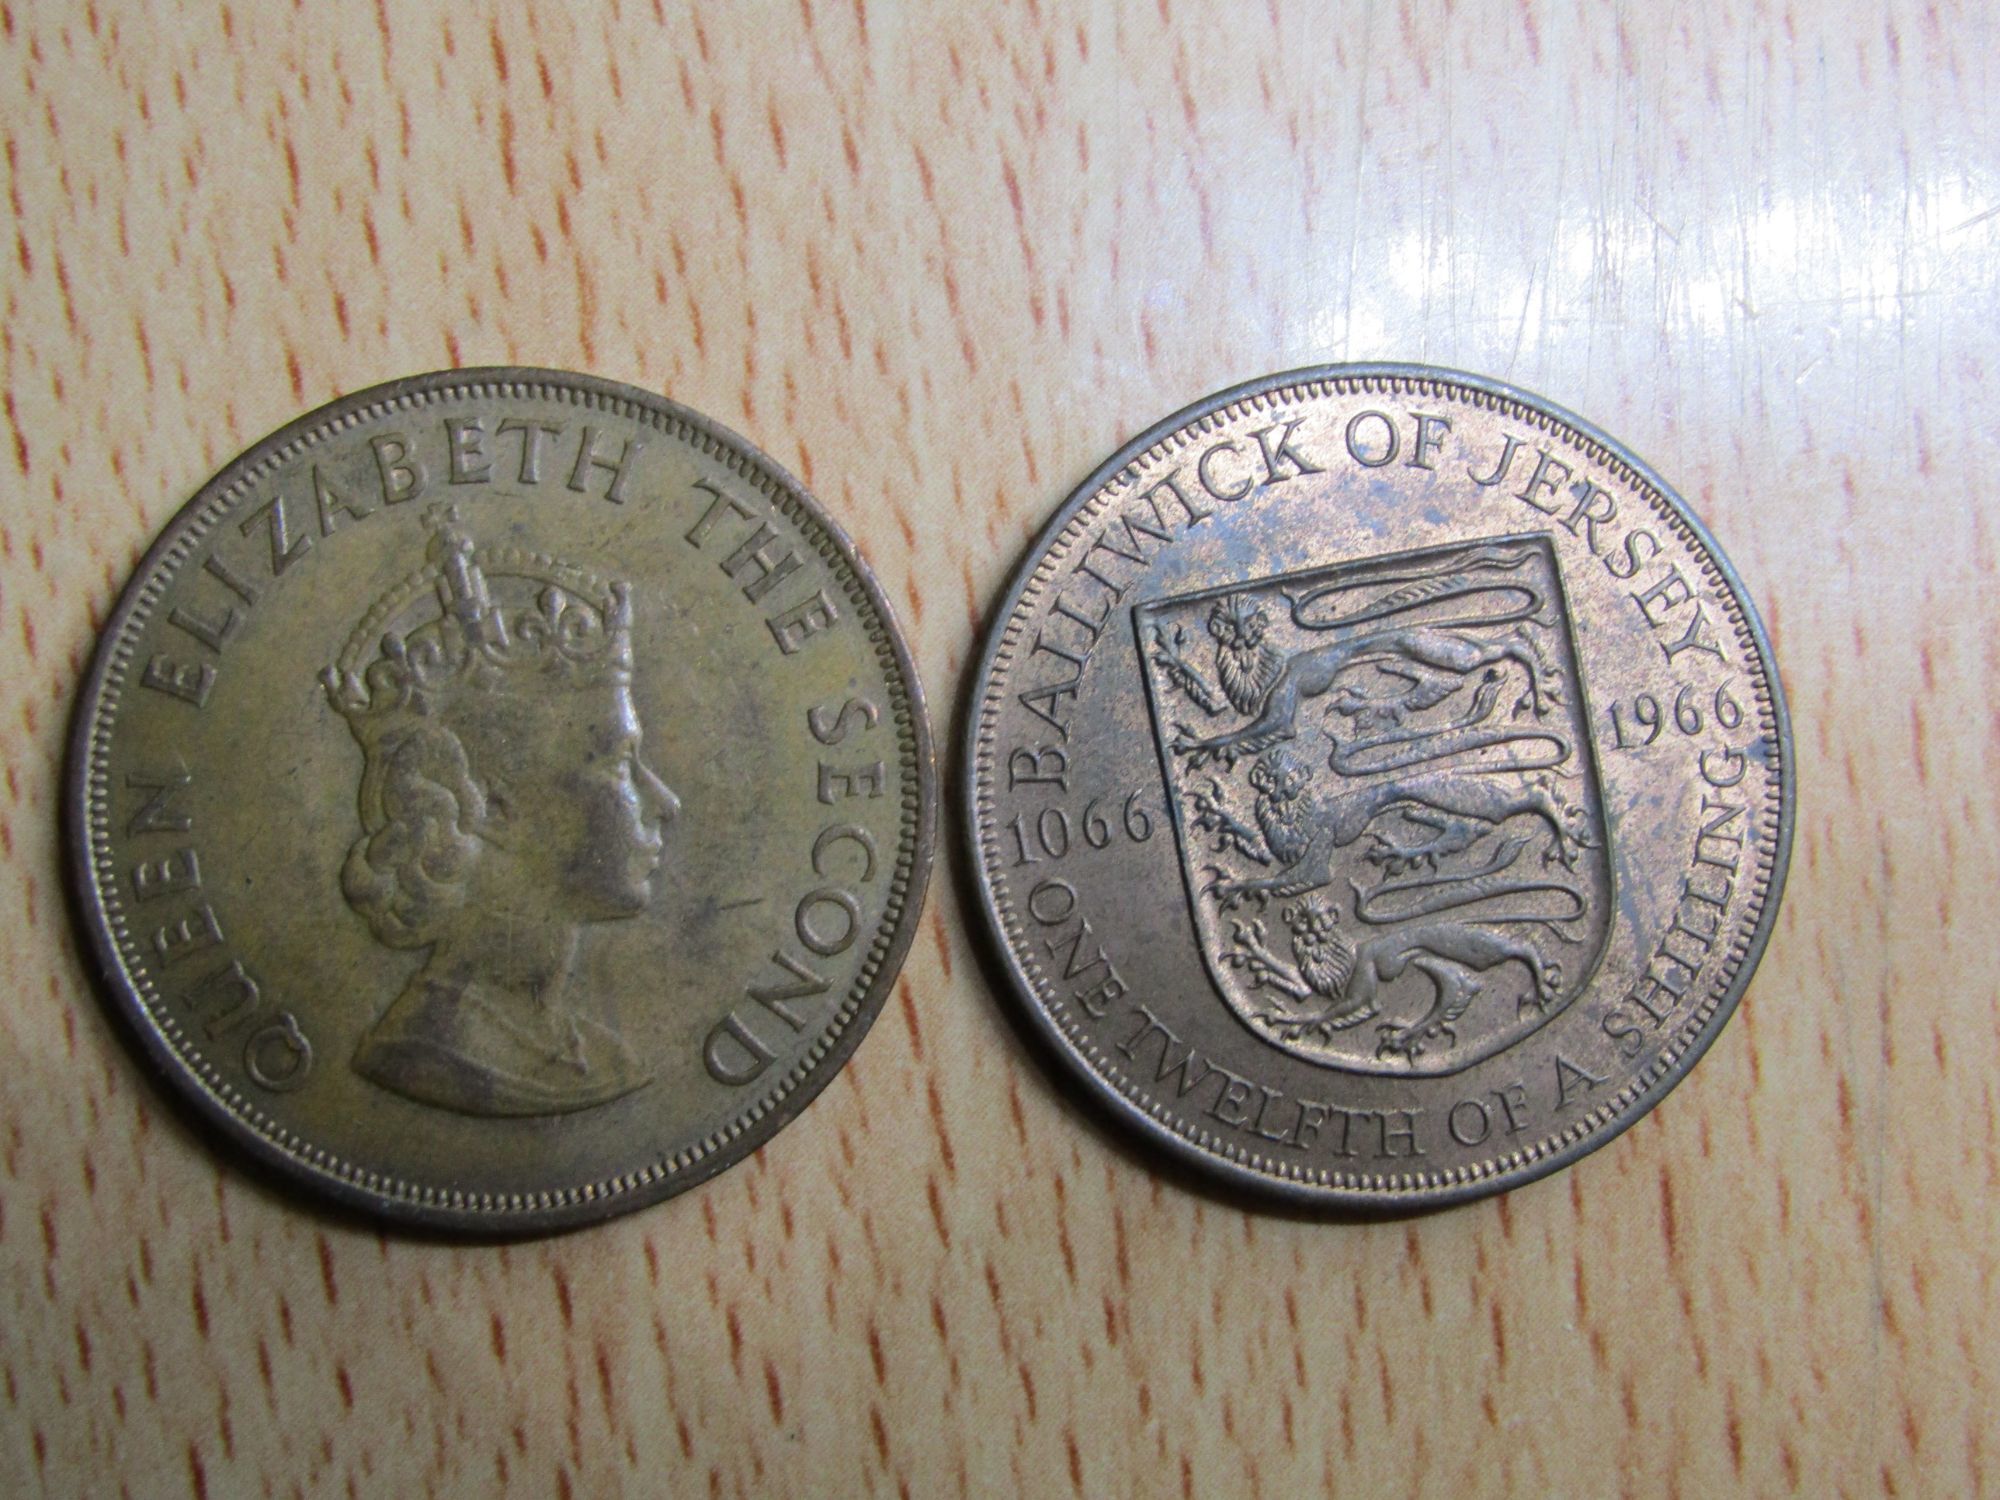 QUEEN ELIZABETH THE SECOND
BAILIWICK OF JERSEY
1066
1966
ONE TWELFTH OF A SHILLING